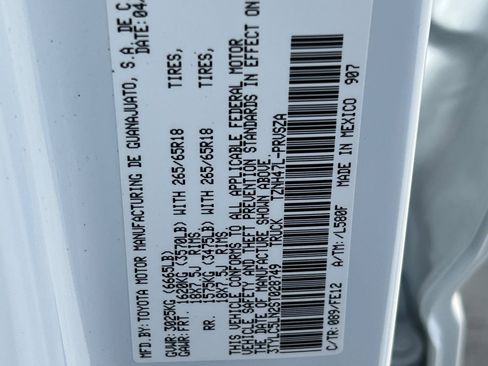 MFD.BY: TOYOTA MOTOR MANUFACTURING DE GUANAJUATO, S.A. DE C
DATE: 04/
GVWR: 3025KG (6665LB)
GAWR: FRT. 1620KG (3570LB) WITH 265/65R18 TIRES,
18X7.5J RIMS,
RR. 1575KG (3475LB) WITH 265/65R18 TIRES,
18X7.5J RIMS,
THIS VEHICLE CONFORMS TO ALL APPLICABLE FEDERAL MOTOR
VEHICLE SAFETY AND THEFT PREVENTION STANDARDS IN EFFECT ON
THE DATE OF MANUFACTURE SHOWN ABOVE.
TRUCK TZNH47L-PRVSZA
C/TR: 089/FE12
A/TM: /L580F
MADE IN MEXICO 907